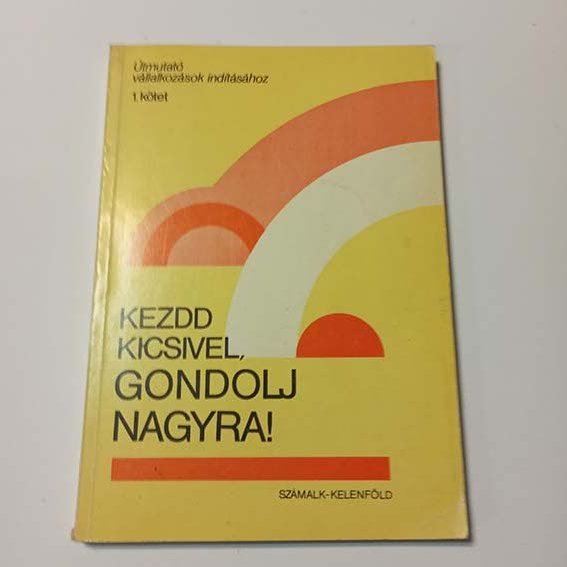 Útmutató
vállalkozások indításához
1. kötet
KEZDD
KICSIVEL,
GONDOLJ
NAGYRA!
SZÁMALK-KELENFÖLD